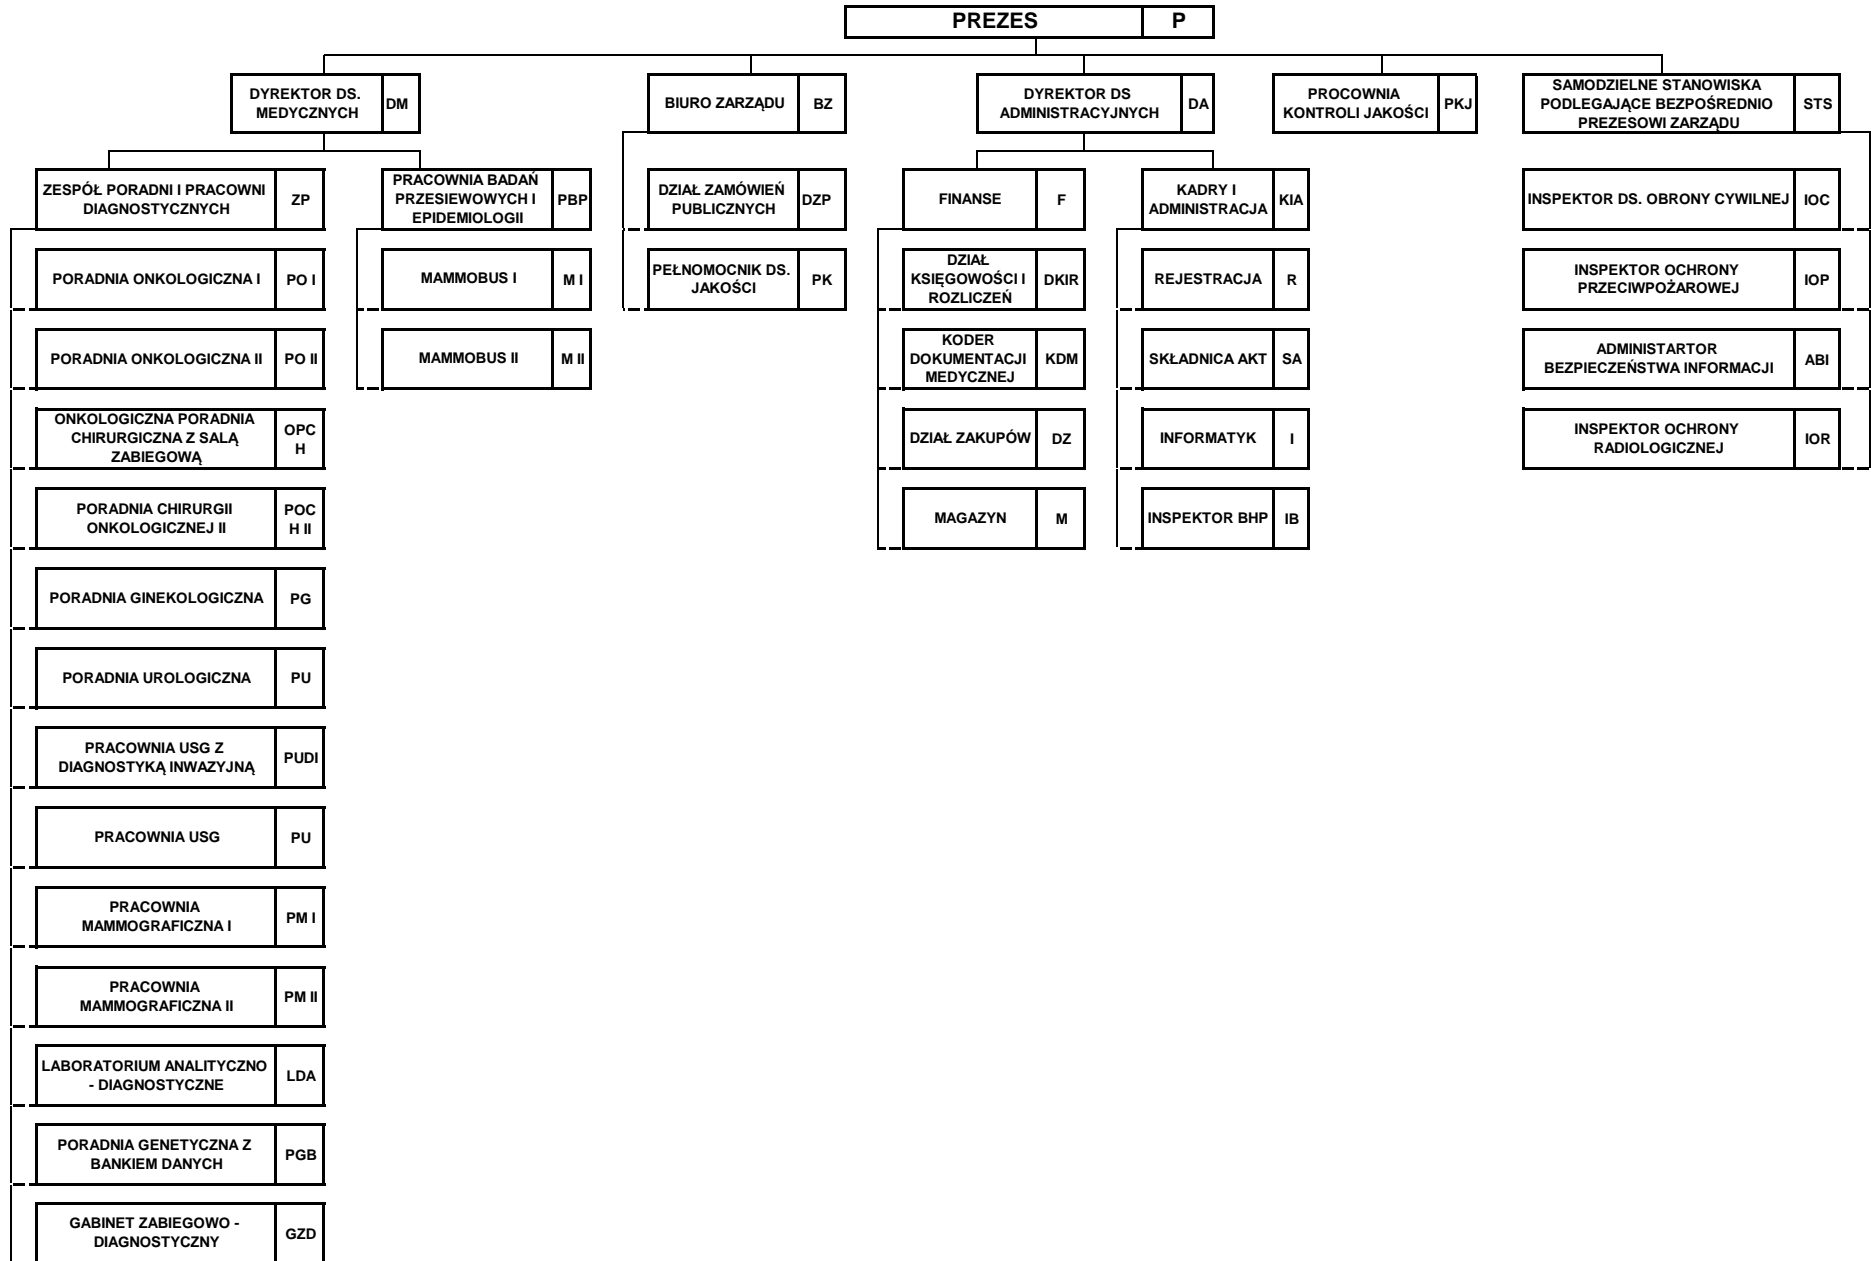 PREZES P
DYREKTOR DS.
MEDYCZNYCH
DM
BIURO ZARZĄDU BZ
DYREKTOR DS
ADMINISTRACYJNYCH
DA
PROCOWNIA
KONTROLI JAKOŚCI
PKJ
SAMODZIELNE STANOWISKA
PODLEGAJĄCE BEZPOŚREDNIO
PREZESOWI ZARZĄDU
STS
ZESPÓŁ PORADNI I PRACOWNI
DIAGNOSTYCZNYCH
ZP
PRACOWNIA BADAŃ
PRZESIEWOWYCH I
EPIDEMIOLOGII
PBP
DZIAŁ ZAMÓWIEŃ
PUBLICZNYCH
DZP
FINANSE F
KADRY I
ADMINISTRACJA
KIA
INSPEKTOR DS. OBRONY CYWILNEJ IOC
PORADNIA ONKOLOGICZNA I PO I
MAMMOBUS I M I
PEŁNOMOCNIK DS.
JAKOŚCI
PK
DZIAŁ
KSIĘGOWOŚCI I
ROZLICZEŃ
DKIR
REJESTRACJA R
INSPEKTOR OCHRONY
PRZECIWPOŻAROWEJ
IOP
PORADNIA ONKOLOGICZNA II PO II
MAMMOBUS II M II
KODER
DOKUMENTACJI
MEDYCZNEJ
KDM
SKŁADNICA AKT SA
ADMINISTARTOR
BEZPIECZEŃSTWA INFORMACJI
ABI
ONKOLOGICZNA PORADNIA
CHIRURGICZNA Z SALĄ
ZABIEGOWĄ
OPC
H
DZIAŁ ZAKUPÓW DZ
INFORMATYK I
INSPEKTOR OCHRONY
RADIOLOGICZNEJ
IOR
PORADNIA CHIRURGII
ONKOLOGICZNEJ II
POC
H II
MAGAZYN M
INSPEKTOR BHP IB
PORADNIA GINEKOLOGICZNA PG
PORADNIA UROLOGICZNA PU
PRACOWNIA USG Z
DIAGNOSTYKĄ INWAZYJNĄ
PUDI
PRACOWNIA USG PU
PRACOWNIA
MAMMOGRAFICZNA I
PM I
PRACOWNIA
MAMMOGRAFICZNA II
PM II
LABORATORIUM ANALITYCZNO
- DIAGNOSTYCZNE
LDA
PORADNIA GENETYCZNA Z
BANKIEM DANYCH
PGB
GABINET ZABIEGOWO -
DIAGNOSTYCZNY
GZD